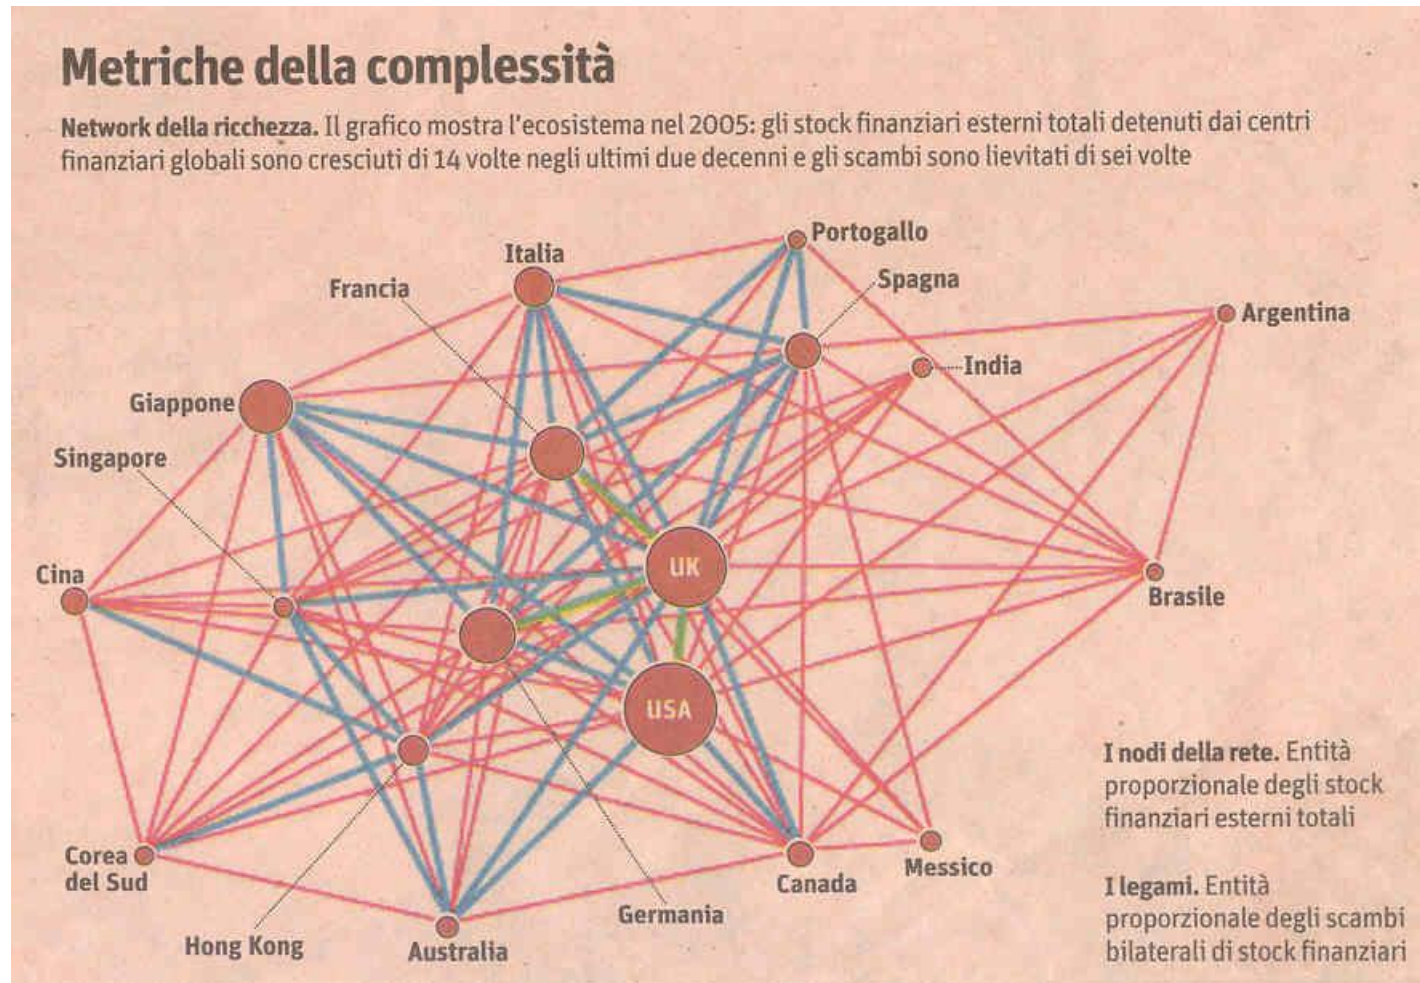 Metriche della complessità
Network della ricchezza. Il grafico mostra l'ecosistema nel 2005: gli stock finanziari esterni totali detenuti dai centri
finanziari globali sono cresciuti di 14 volte negli ultimi due decenni e gli scambi sono lievitati di sei volte
Portogallo
Italia
Spagna
Francia
Argentina
India
Giappone
Singapore
UK
Cina
Brasile
USA
I nodi della rete. Entità
proporzionale degli stock
finanziari esterni totali
Messico
Corea
del Sud
Canada
I legami. Entità
proporzionale degli scambi
bilaterali di stock finanziari
Germania
Hong Kong
Australia